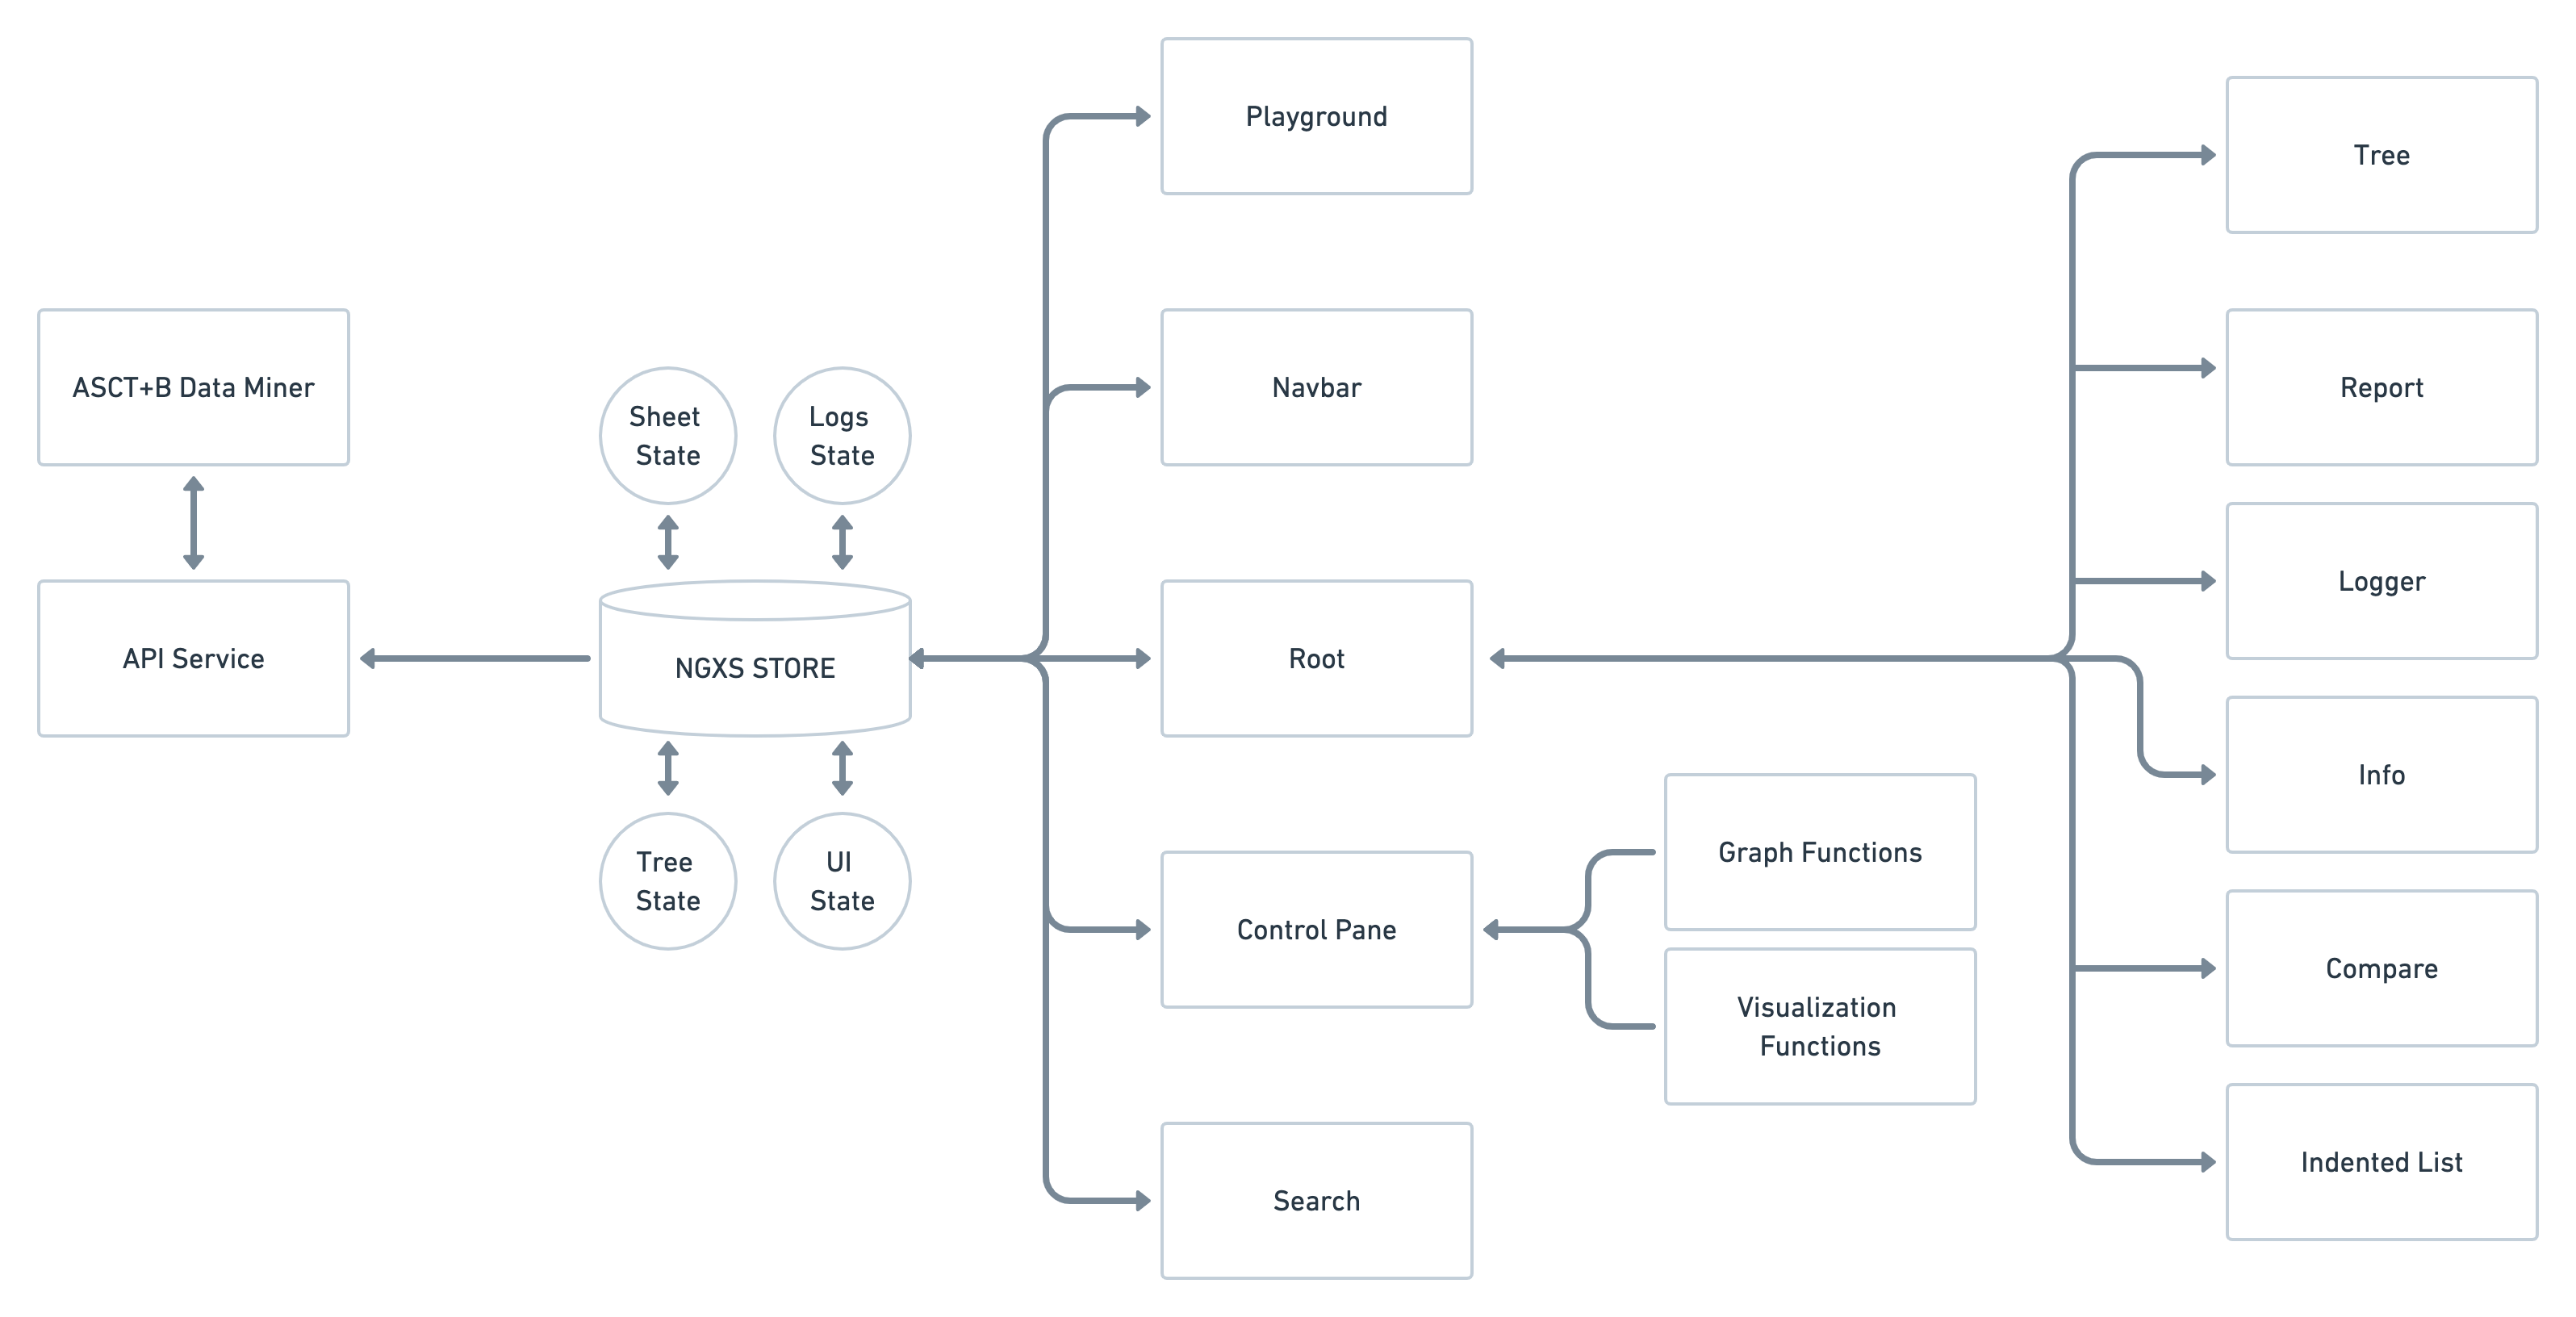 Playground
Tree
ASCT+B Data Miner
Sheet
State
Logs
State
Navbar
Report
API Service
NGXS STORE
Root
Logger
Info
Tree
State
UI
State
Control Pane
Graph Functions
Visualization
Functions
Compare
Search
Indented List